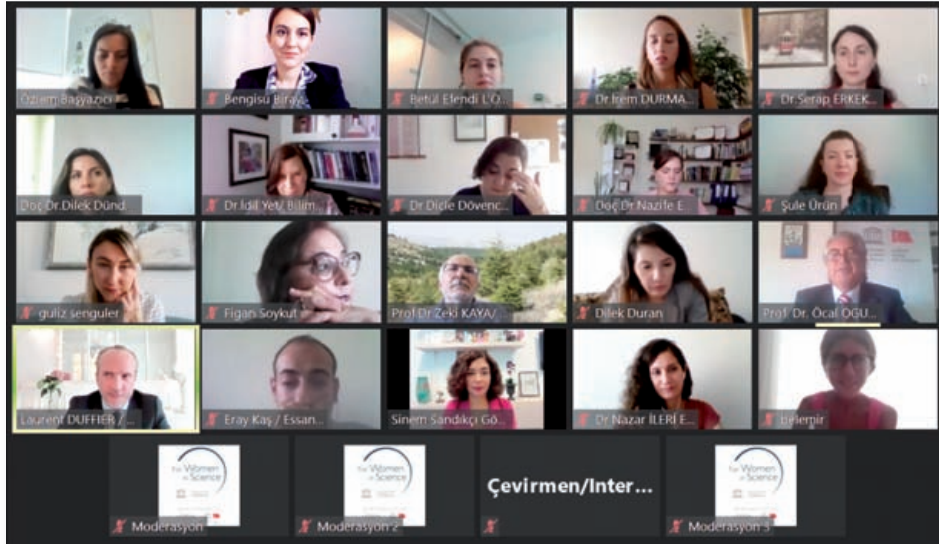 Özlem Başyazıcı
Bengisu Biray
Betül Efendi L'O...
Dr.İrem DURMA...
Dr.Serap ERKEK...
Doç.Dr.Dilek Dünd
Dr.İdil Yet/ Bilim...
Dr.Dicle Dövenc...
Doç.Dr.Nazife E
Şule Ürün
guliz senguler
Figan Soykut
Prof.Dr.Zeki KAYA/
Dilek Duran
Prof. Dr. Öcal OĞU...
Laurent DUFFIER / ...
Eray Kaş / Essan...
Sinem Sandıkçı Gö...
Dr Nazar İLERİ E...
belemir
For Women
in Science
Moderasyon
For Women
in Science
Moderasyon 2
Çevirmen/Inter...
For Women
in Science
Moderasyon 3